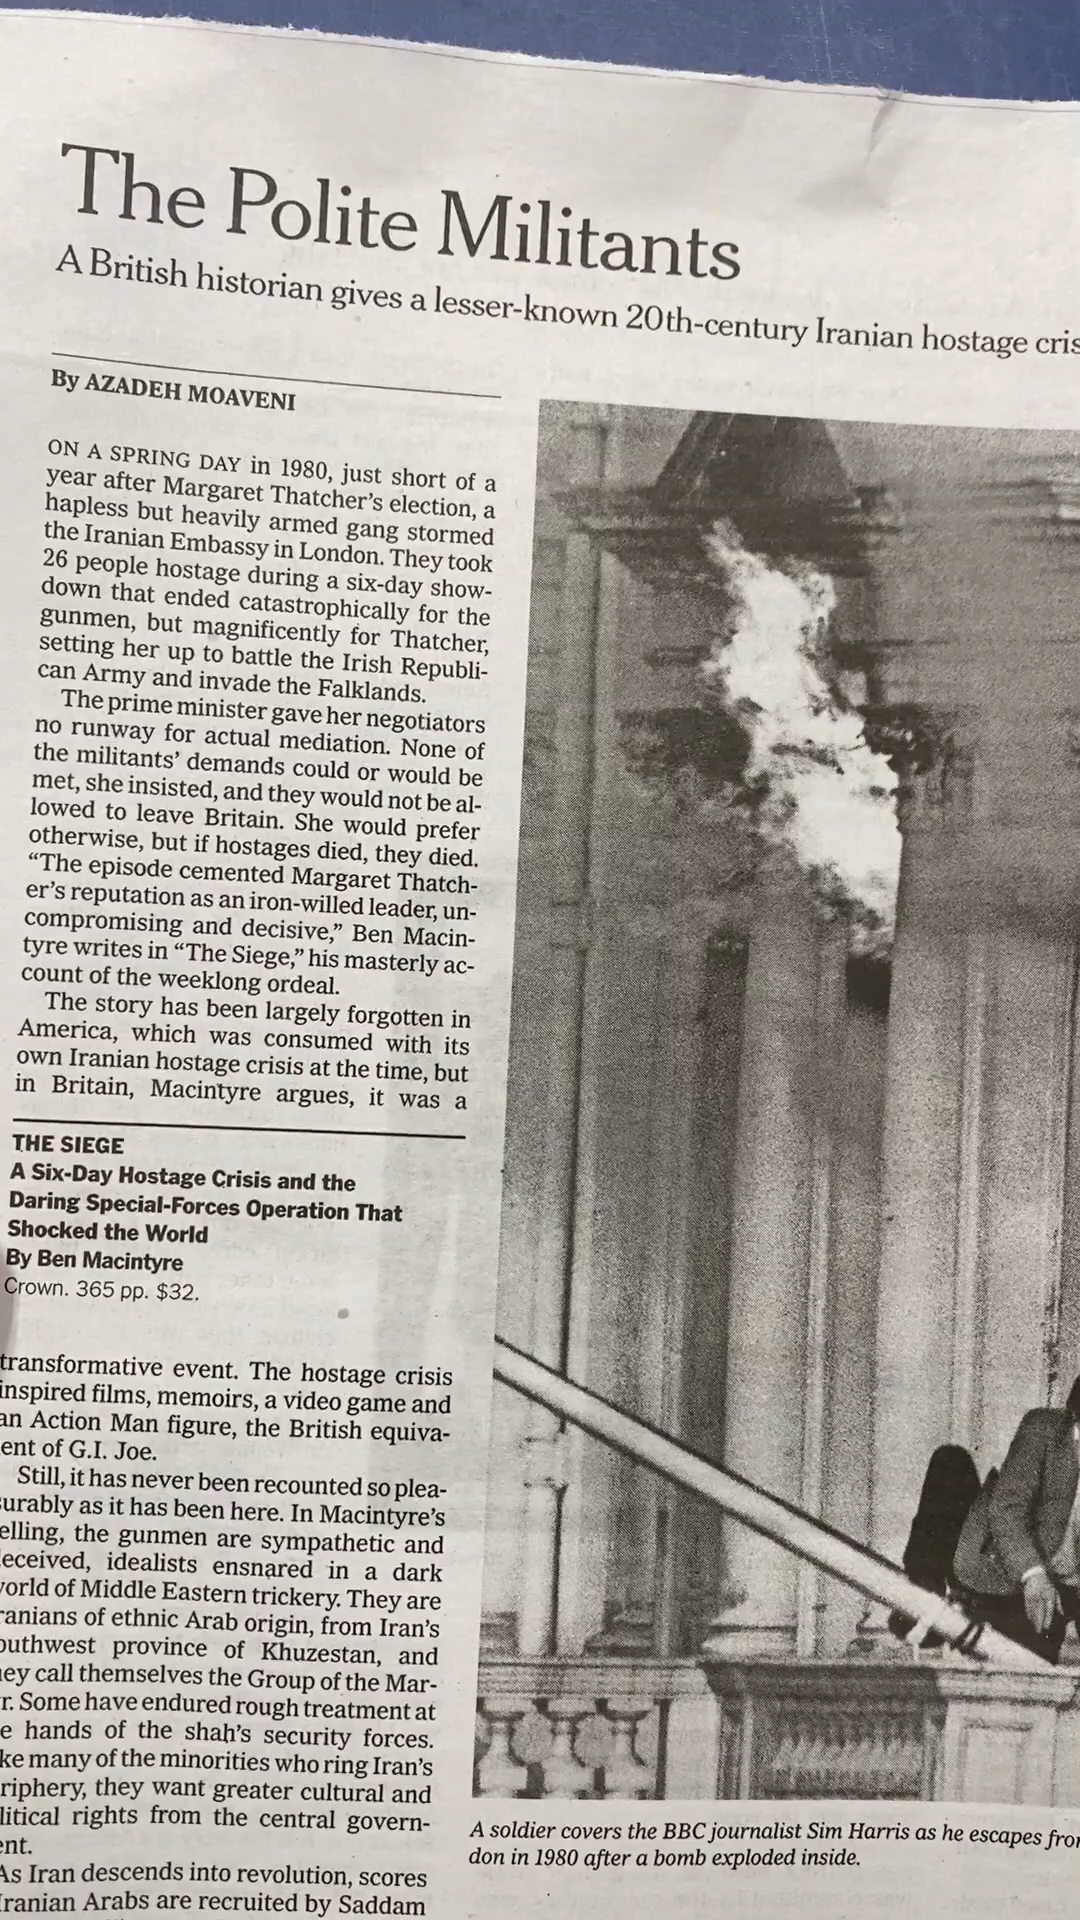 The Polite Militants
A British historian gives a lesser-known 20th-century Iranian hostage
By AZADEH MOAVENI
ON A SPRING DAY in 1980, just short of a
year after Margaret Thatcher's election, a
hapless but heavily armed gang stormed
the Iranian Embassy in London. They took
26 people hostage during a six-day show-
down that ended catastrophically for the
gunmen, but magnificently for Thatcher,
setting her up to battle the Irish Republi-
can Army and invade the Falklands.
The prime minister gave her negotiators
no runway for actual mediation. None of
the militants' demands could or would be
met, she insisted, and they would not be al-
lowed to leave Britain. She would prefer
otherwise, but if hostages died, they died.
“The episode cemented Margaret Thatch-
er's reputation as an iron-willed leader, un-
compromising and decisive,” Ben Macin-
tyre writes in “The Siege,” his masterly ac-
count of the weeklong ordeal.
The story has been largely forgotten in
America, which was consumed with its
own Iranian hostage crisis at the time, but
in Britain, Macintyre argues, it was a
THE SIEGE
A Six-Day Hostage Crisis and the
Daring Special-Forces Operation That
Shocked the World
By Ben Macintyre
Crown. 365 pp. $32.
transformative event. The hostage crisis
inspired films, memoirs, a video game and
an Action Man figure, the British equiva-
ent of G.I. Joe.
Still, it has never been recounted so plea-
surably as it has been here. In Macintyre's
elling, the gunmen are sympathetic and
eceived, idealists ensnared in a dark
world of Middle Eastern trickery. They are
ranians of ethnic Arab origin, from Iran's
outhwest province of Khuzestan, and
hey call themselves the Group of the Mar-
r. Some have endured rough treatment at
e hands of the shah's security forces.
ke many of the minorities who ring Iran's
riphery, they want greater cultural and
litical rights from the central govern-
ent.
As Iran descends into revolution, scores
Iranian Arabs are recruited by Saddam
A soldier covers the BBC journalist Sim Harris as he escapes
don in 1980 after a bomb exploded inside.